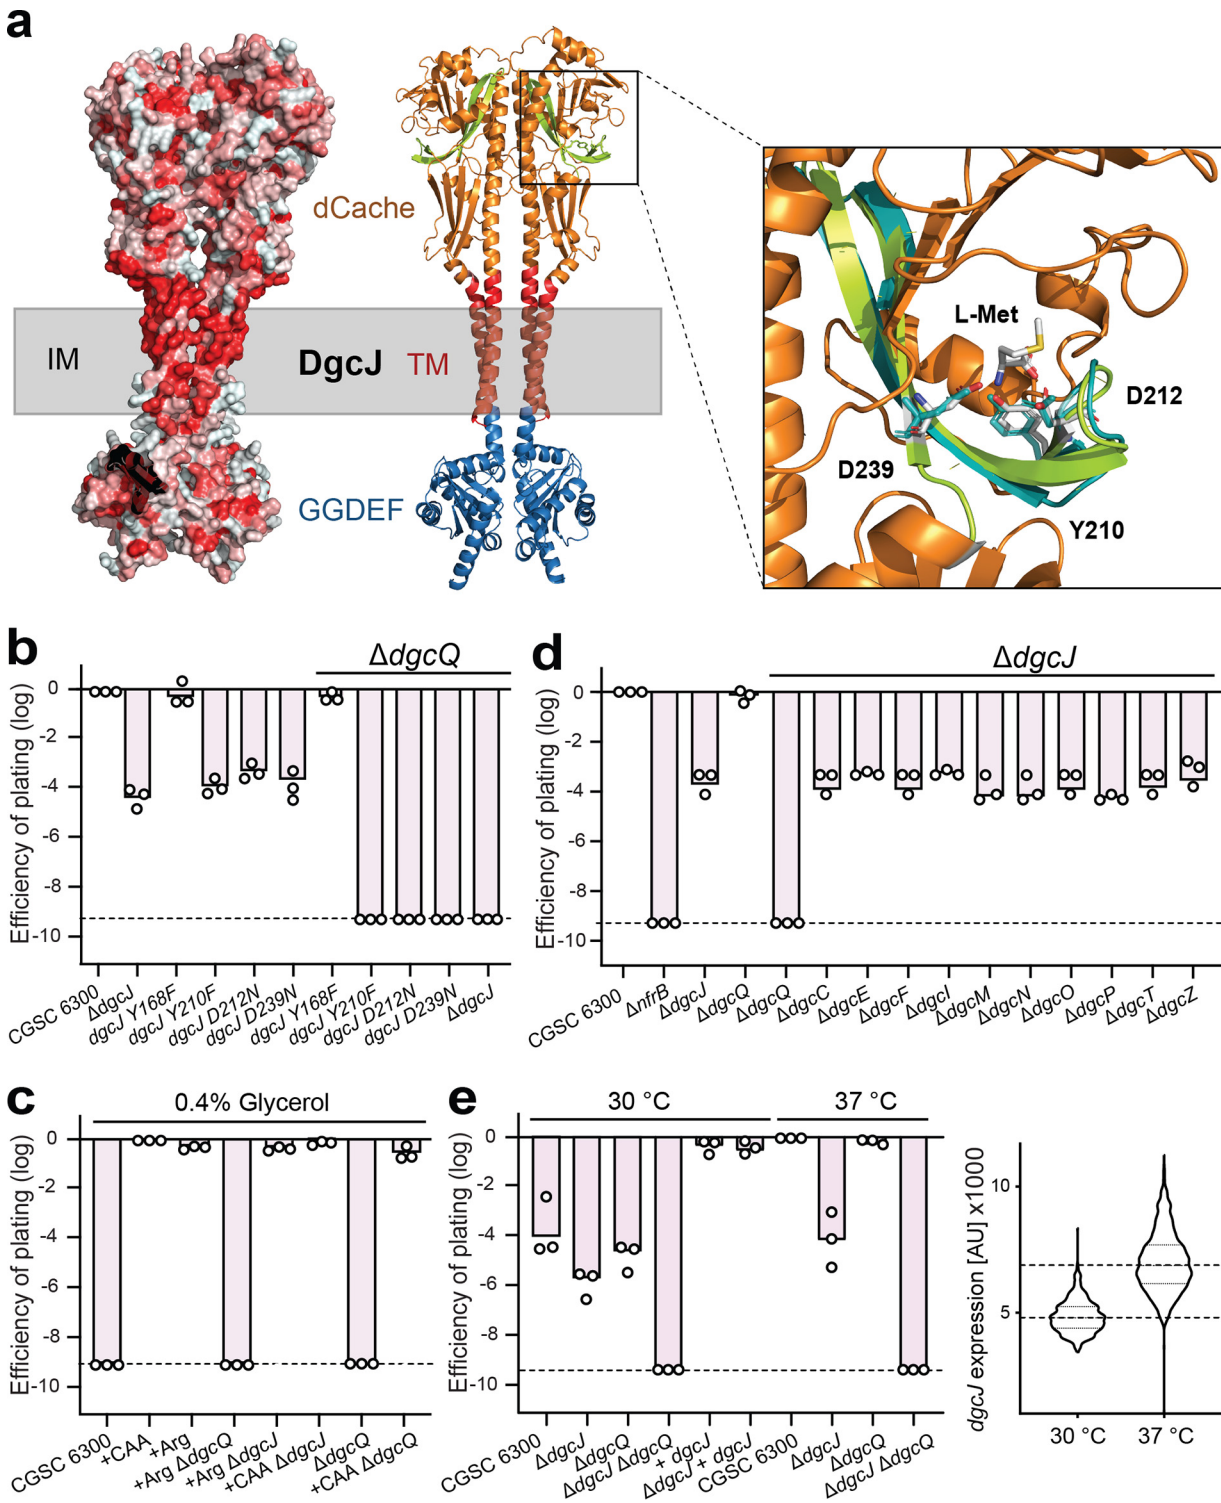 a
dCache
IM
DgcJ
TM
GGDEF
L-Met
D212
D239
Y210
b
ΔdgcQ
Efficiency of plating (log)
0
-2
-4
-6
-8
-10
CGSC 6300
ΔdgcJ
dgcJ Y168F
dgcJ Y210F
dgcJ D212N
dgcJ D239N
dgcJ Y168F
dgcJ Y210F
dgcJ D212N
dgcJ D239N
ΔdgcJ
d
ΔdgcJ
Efficiency of plating (log)
0
-2
-4
-6
-8
-10
CGSC 6300
ΔnfrB
ΔdgcJ
ΔdgcQ
ΔdgcQ
ΔdgcC
ΔdgcE
ΔdgcF
ΔdgcI
ΔdgcM
ΔdgcN
ΔdgcO
ΔdgcP
ΔdgcT
ΔdgcZ
c
0.4% Glycerol
Efficiency of plating (log)
0
-2
-4
-6
-8
-10
CGSC 6300
+CAA
+Arg
+Arg ΔdgcQ
+Arg ΔdgcJ
+CAA ΔdgcJ
ΔdgcQ
+CAA ΔdgcQ
e
30 °C
37 °C
Efficiency of plating (log)
0
-2
-4
-6
-8
-10
CGSC 6300
ΔdgcJ
ΔdgcQ
ΔdgcJ ΔdgcQ
+ dgcJ
ΔdgcJ + dgcJ
CGSC 6300
ΔdgcJ
ΔdgcQ
ΔdgcJ ΔdgcQ
dgcJ expression [AU] x1000
10
5
30 °C
37 °C